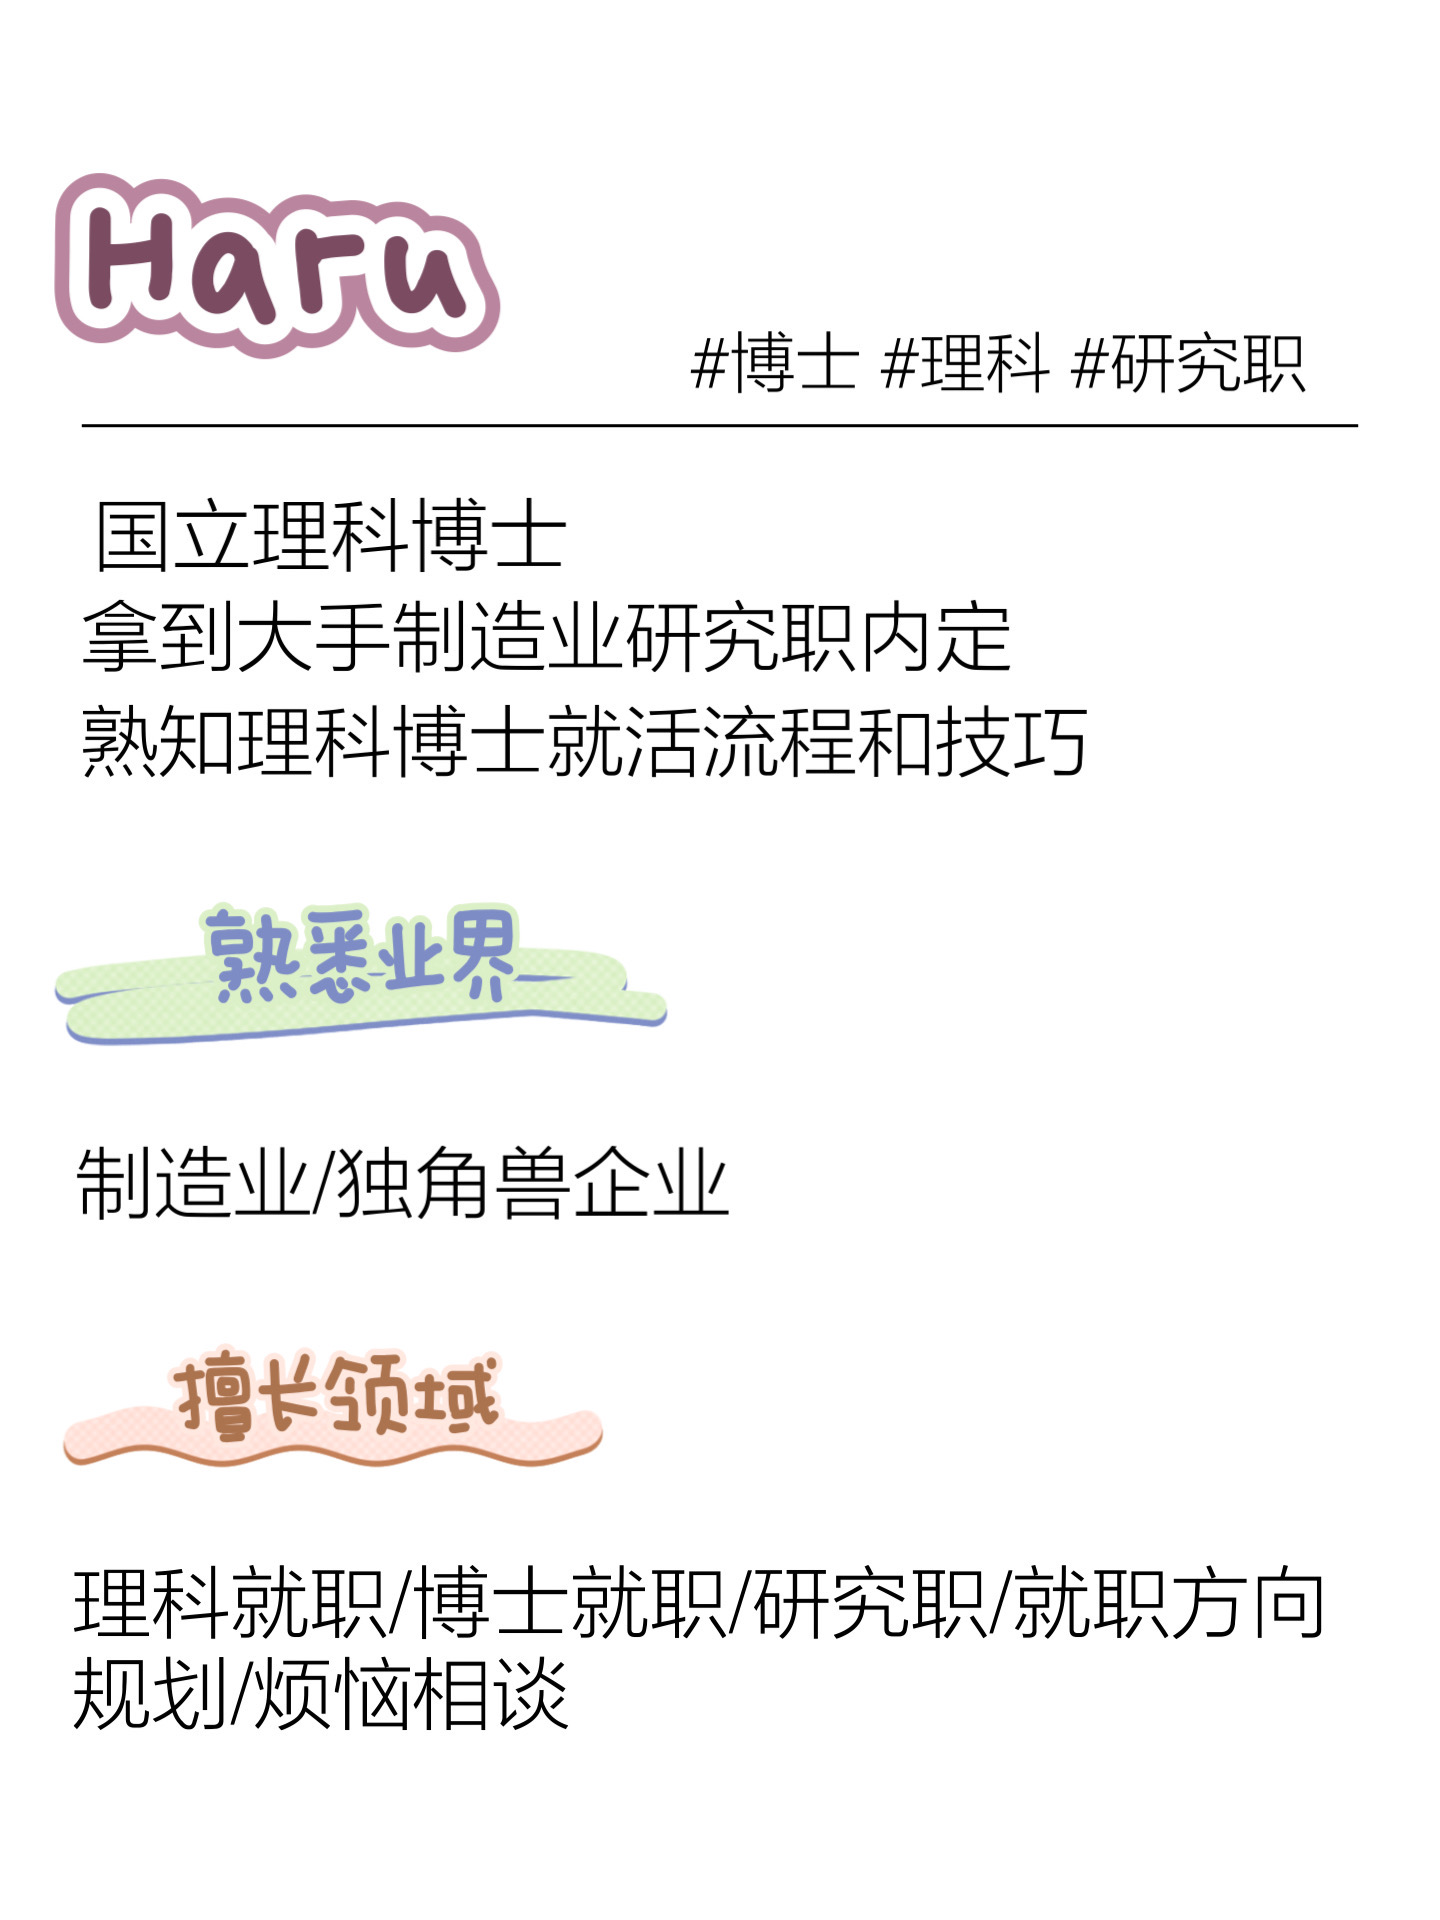 Haru
#博士 #理科 #研究职
国立理科博士
拿到大手制造业研究职内定
熟知理科博士就活流程和技巧
熟悉业界
制造业/独角兽企业
擅长领域
理科就职/博士就职/研究职/就职方向
规划/烦恼相谈